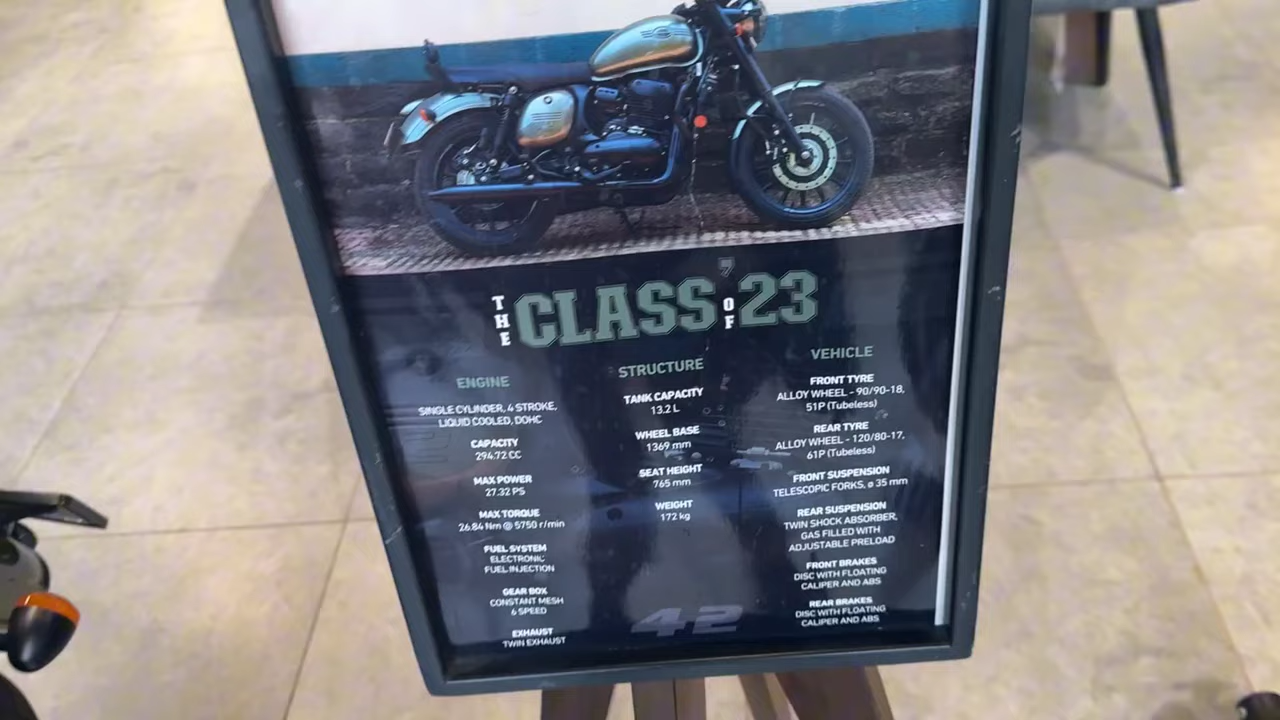 THE CLASS ' OF 23
ENGINE
SINGLE CYLINDER, 4 STROKE,
LIQUID COOLED, DOHC
CAPACITY
294.72 CC
MAX POWER
27.32 PS
MAX TORQUE
26.84 Nm @ 5750 r/min
FUEL SYSTEM
ELECTRONIC
FUEL INJECTION
GEAR BOX
CONSTANT MESH
6 SPEED
EXHAUST
TWIN EXHAUST
STRUCTURE
TANK CAPACITY
13.2 L
WHEEL BASE
1369 mm
SEAT HEIGHT
765 mm
WEIGHT
172 kg
42
VEHICLE
FRONT TYRE
ALLOY WHEEL - 90/90-18,
51P (Tubeless)
REAR TYRE
ALLOY WHEEL - 120/80-17,
61P (Tubeless)
FRONT SUSPENSION
TELESCOPIC FORKS, ø 35 mm
REAR SUSPENSION
TWIN SHOCK ABSORBER,
GAS FILLED WITH
ADJUSTABLE PRELOAD
FRONT BRAKES
DISC WITH FLOATING
CALIPER AND ABS
REAR BRAKES
DISC WITH FLOATING
CALIPER AND ABS